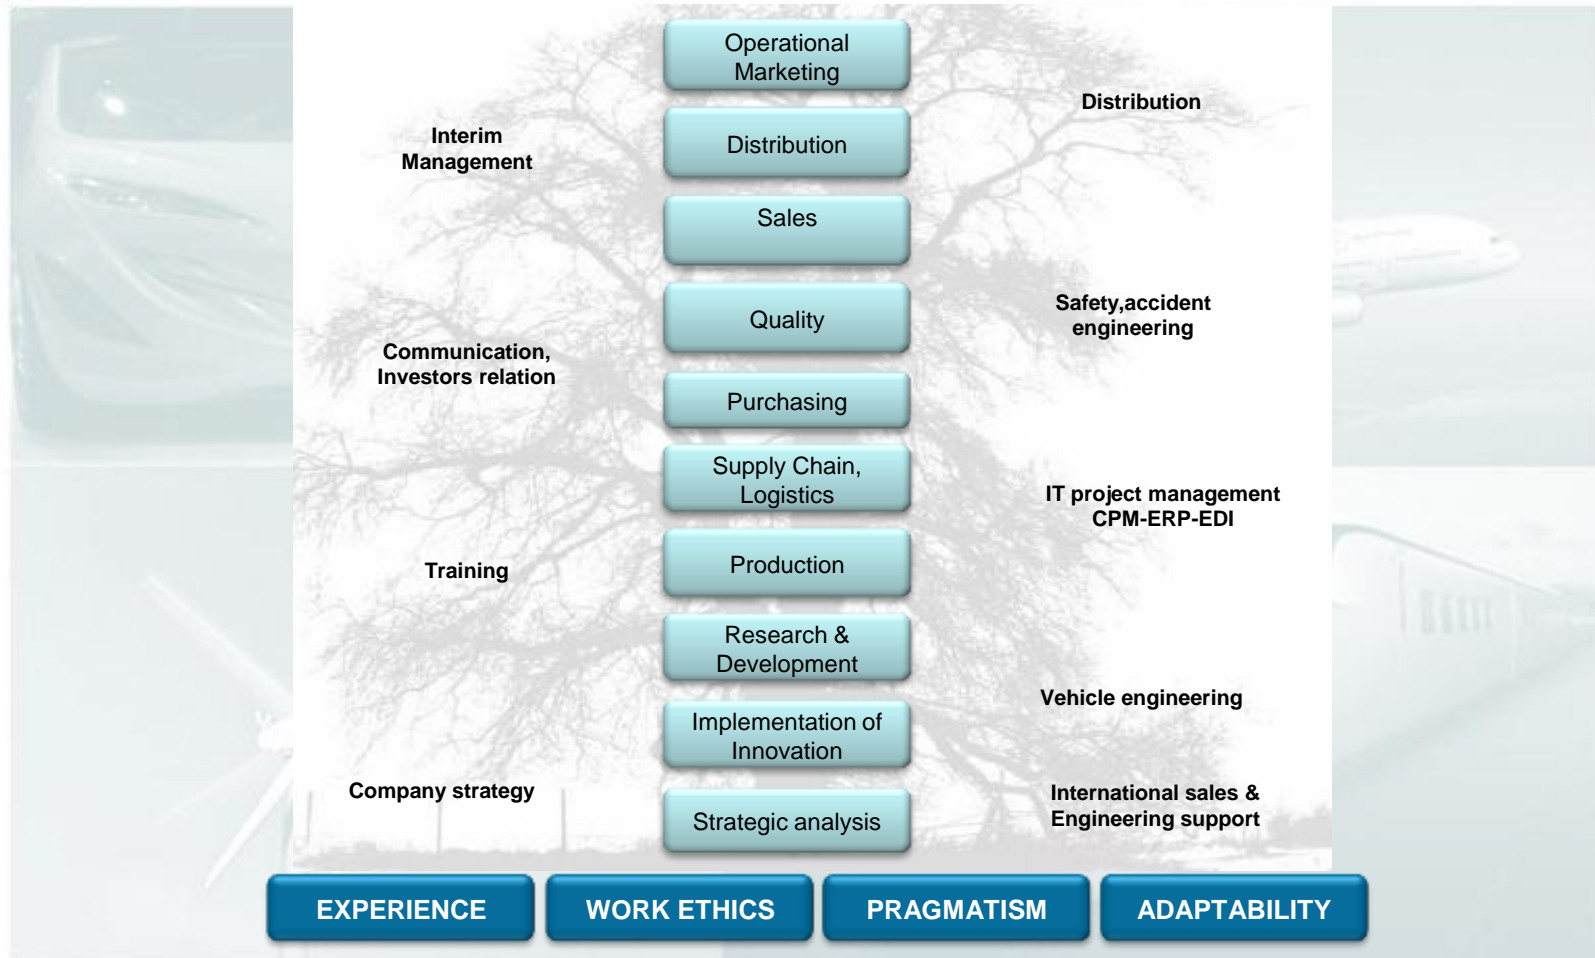 Operational
Marketing
Distribution
Interim
Management
Distribution
Sales
Quality
Safety,accident
engineering
Communication,
Investors relation
Purchasing
Supply Chain,
Logistics
IT project management
CPM-ERP-EDI
Training
Production
Research &
Development
Vehicle engineering
Implementation of
Innovation
Company strategy
Strategic analysis
International sales &
Engineering support
EXPERIENCE
WORK ETHICS
PRAGMATISM
ADAPTABILITY